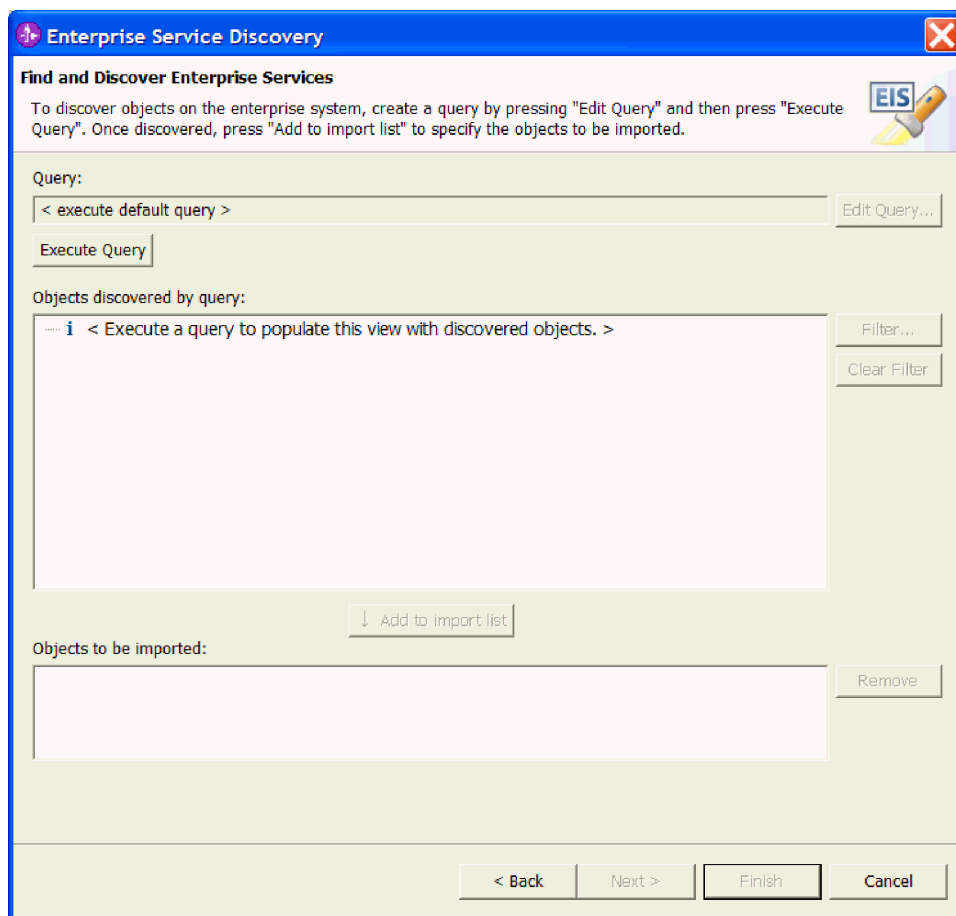 Enterprise Service Discovery
Find and Discover Enterprise Services
To discover objects on the enterprise system, create a query by pressing "Edit Query" and then press "Execute
Query". Once discovered, press "Add to import list" to specify the objects to be imported.
EIS
Query:
< execute default query >
Edit Query...
Execute Query
Objects discovered by query:
i < Execute a query to populate this view with discovered objects. >
Filter...
Clear Filter
↓ Add to import list
Objects to be imported:
Remove
< Back
Next >
Finish
Cancel